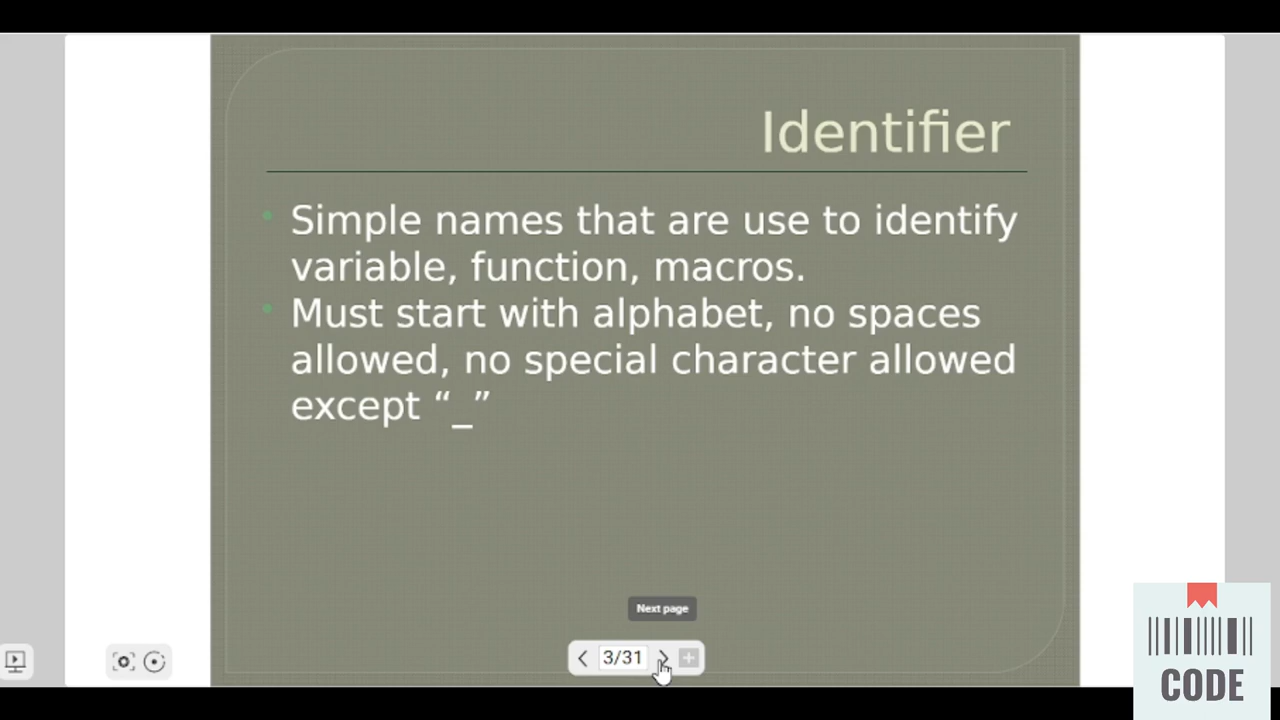 Identifier
Simple names that are use to identify
variable, function, macros.
Must start with alphabet, no spaces
allowed, no special character allowed
except “_”
Next page
3/31
CODE